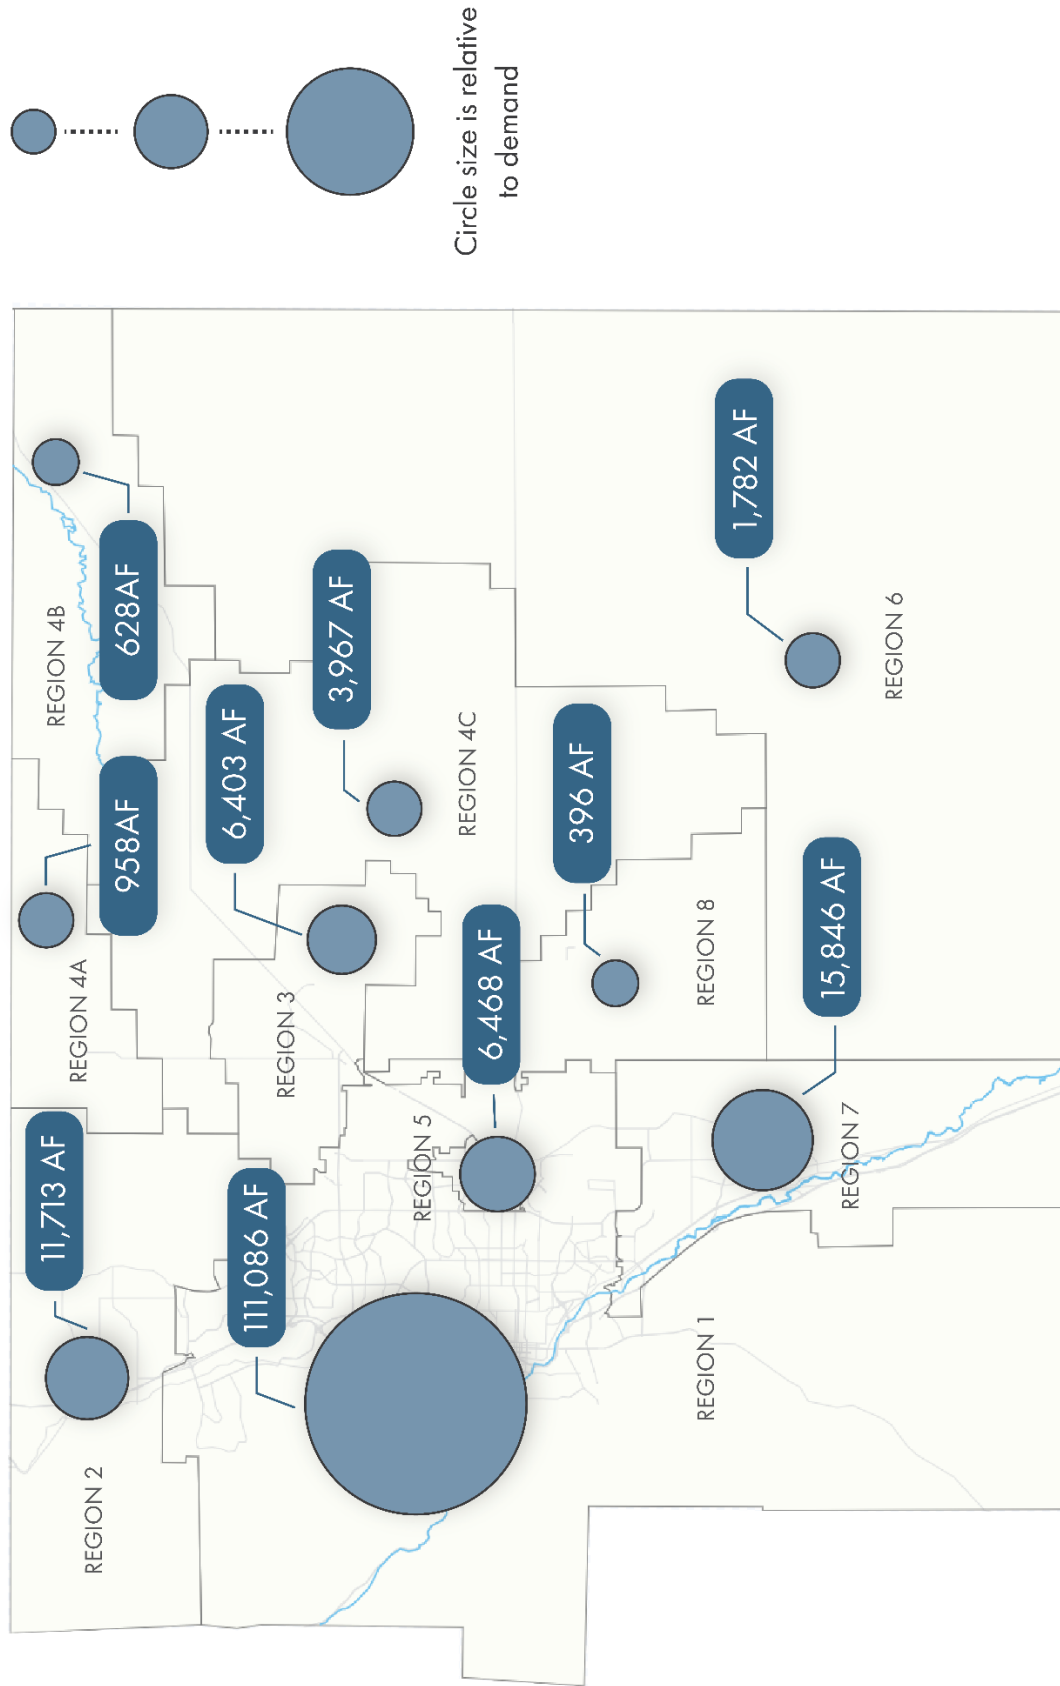 REGION 2
11,713 AF
REGION 4A
958AF
REGION 4B
628AF
111,086 AF
REGION 3
6,403 AF
3,967 AF
REGION 4C
REGION 5
6,468 AF
396 AF
REGION 8
REGION 1
REGION 7
15,846 AF
1,782 AF
REGION 6
Circle size is relative
to demand